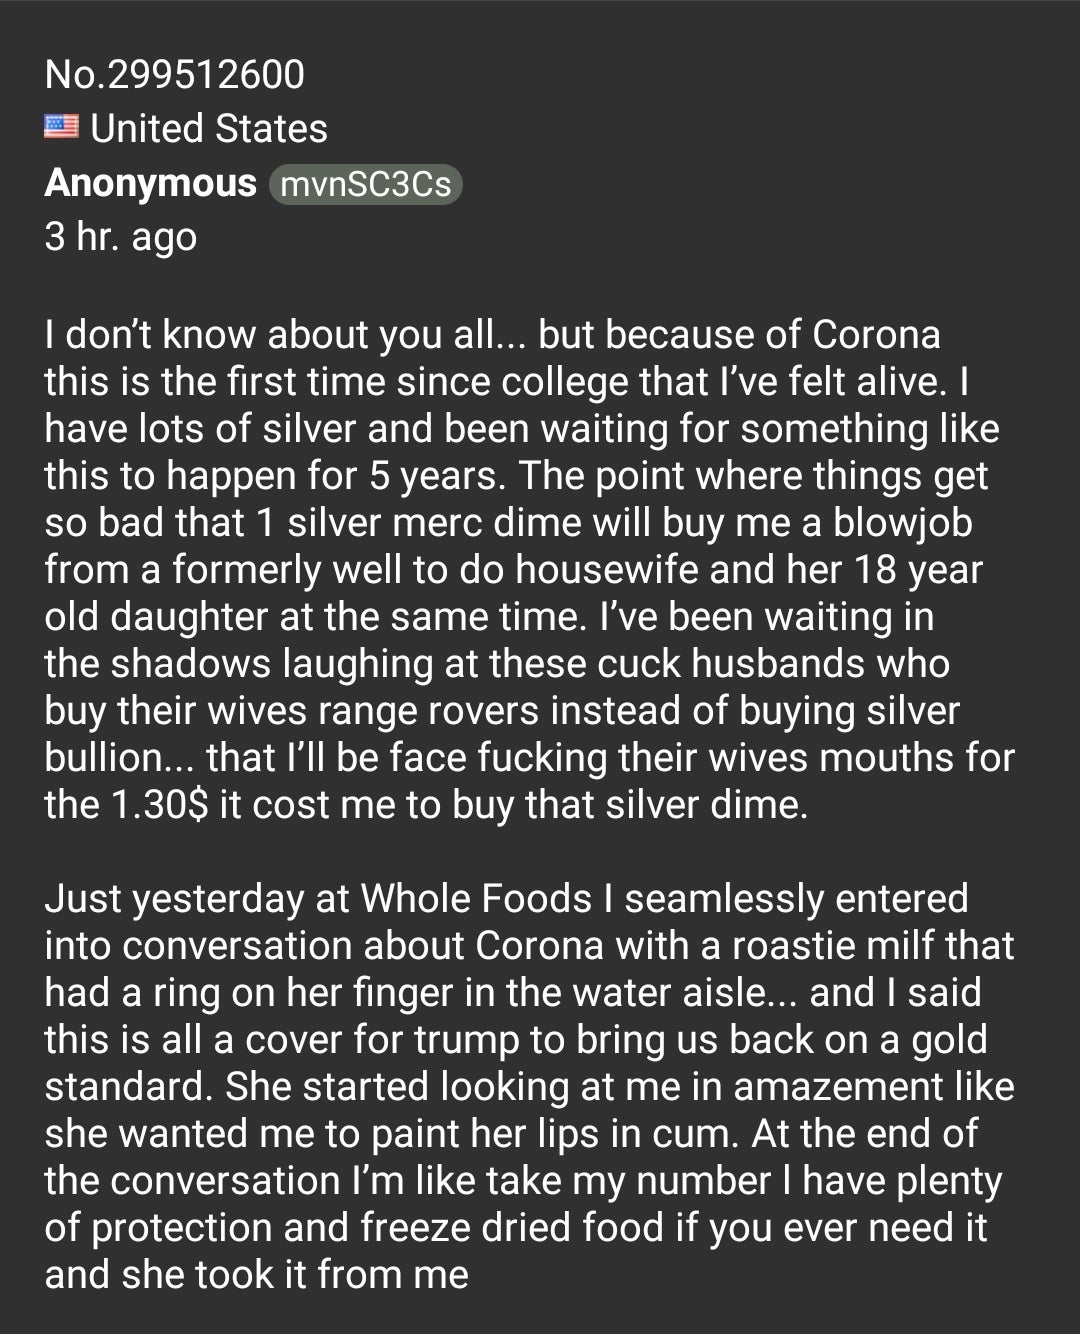 No.299512600
United States
Anonymous mvnSC3Cs
3 hr. ago
I don’t know about you all... but because of Corona
this is the first time since college that I’ve felt alive. I
have lots of silver and been waiting for something like
this to happen for 5 years. The point where things get
so bad that 1 silver merc dime will buy me a blowjob
from a formerly well to do housewife and her 18 year
old daughter at the same time. I’ve been waiting in
the shadows laughing at these cuck husbands who
buy their wives range rovers instead of buying silver
bullion... that I’ll be face fucking their wives mouths for
the 1.30$ it cost me to buy that silver dime.
Just yesterday at Whole Foods I seamlessly entered
into conversation about Corona with a roastie milf that
had a ring on her finger in the water aisle... and I said
this is all a cover for trump to bring us back on a gold
standard. She started looking at me in amazement like
she wanted me to paint her lips in cum. At the end of
the conversation I’m like take my number I have plenty
of protection and freeze dried food if you ever need it
and she took it from me